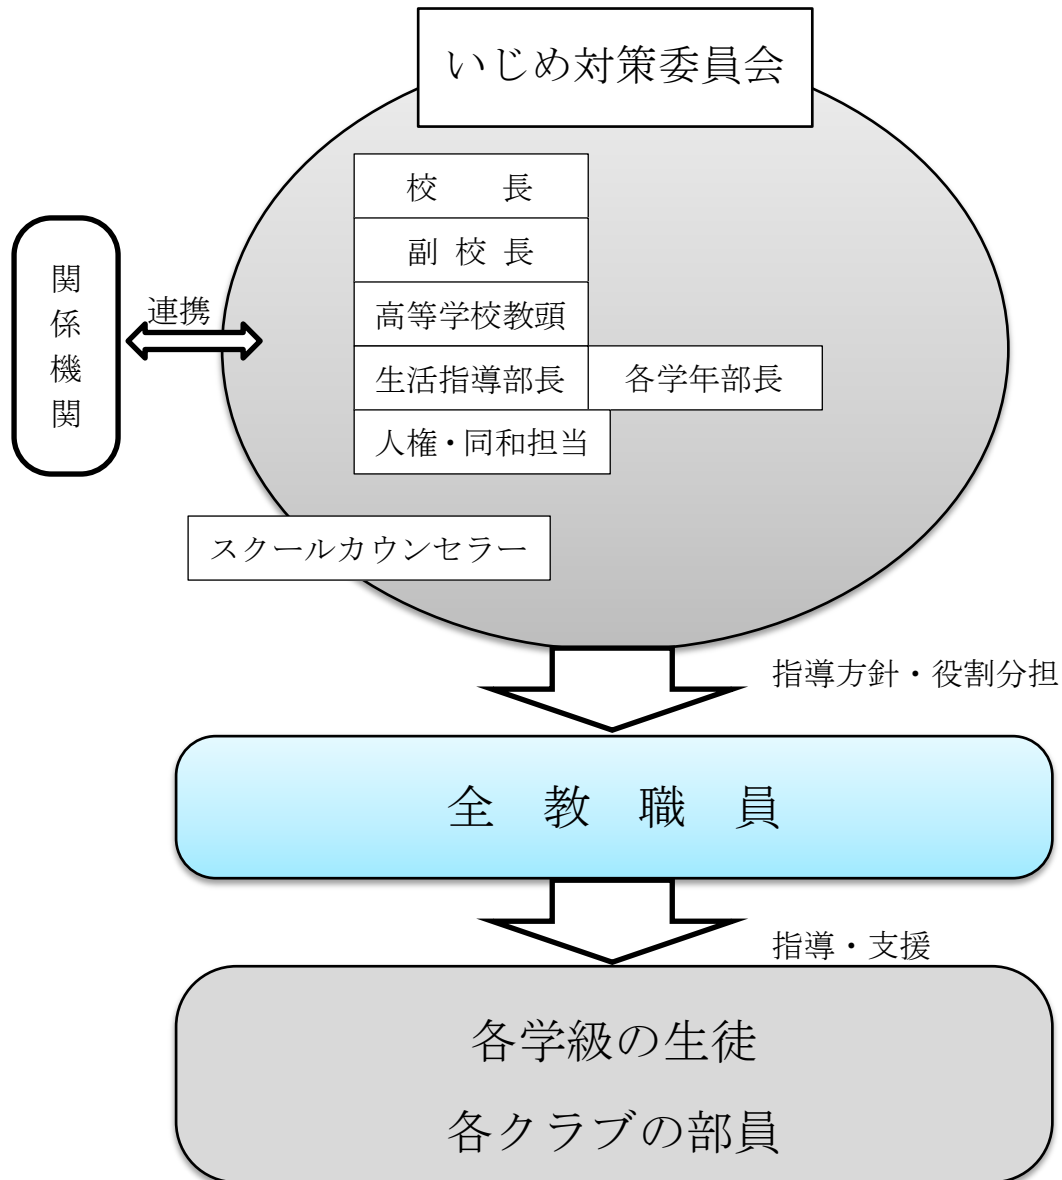 いじめ対策委員会
校　　長
副 校 長
高等学校教頭
生活指導部長　各学年部長
人権・同和担当
スクールカウンセラー
関係機関
連携
指導方針・役割分担
全　教　職　員
指導・支援
各学級の生徒
各クラブの部員